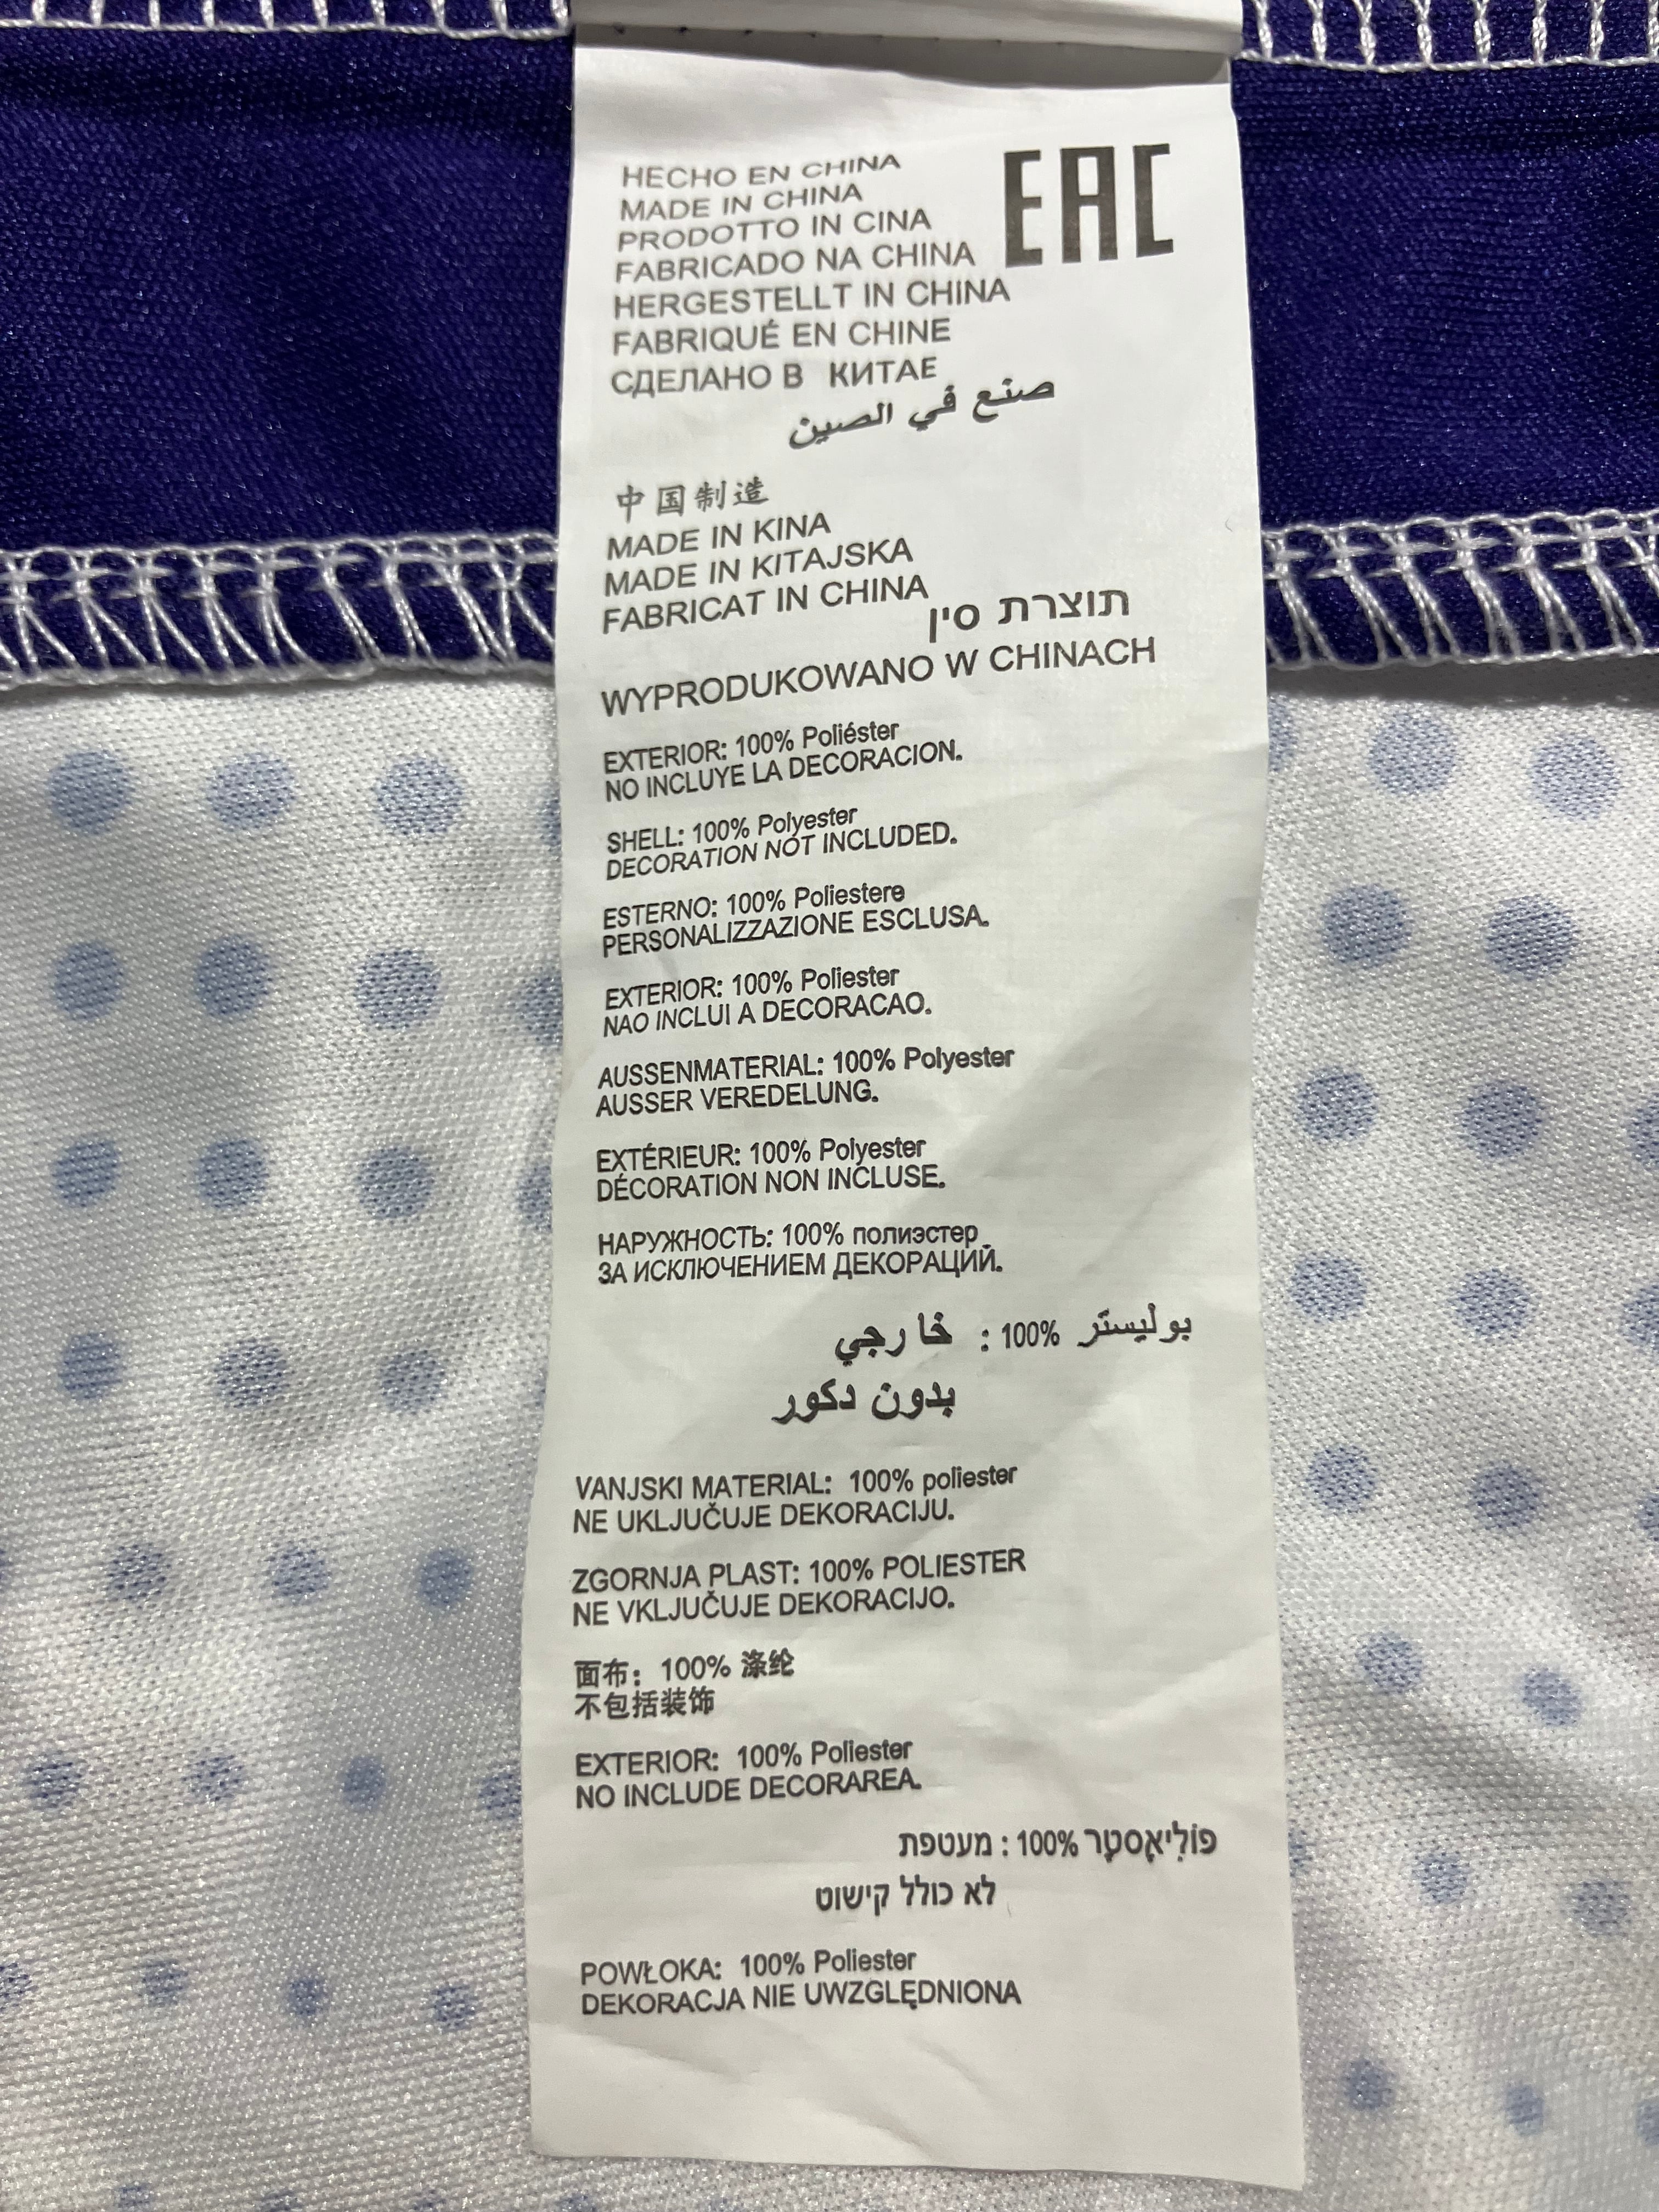 HECHO EN CHINA
MADE IN CHINA
PRODOTTO IN CINA
FABRICADO NA CHINA
EAC
HERGESTELLT IN CHINA
FABRIQUÉ EN CHINE
СДЕЛАНО В КИТАЕ
صنع في الصين
中国制造
MADE IN KINA
MADE IN KITAJSKA
FABRICAT IN CHINA
תוצרת סין
WYPRODUKOWANO W CHINACH
EXTERIOR: 100% Poliéster
NO INCLUYE LA DECORACION.
SHELL: 100% Polyester
DECORATION NOT INCLUDED.
ESTERNO: 100% Poliestere
PERSONALIZZAZIONE ESCLUSA.
EXTERIOR: 100% Poliester
NAO INCLUI A DECORACAO.
AUSSENMATERIAL: 100% Polyester
AUSSER VEREDELUNG.
EXTÉRIEUR: 100% Polyester
DÉCORATION NON INCLUSE.
НАРУЖНОСТЬ: 100% полиэстер
ЗА ИСКЛЮЧЕНИЕМ ДЕКОРАЦИЙ.
بوليستر 100% : خارجي
بدون دكور
VANJSKI MATERIAL: 100% poliester
NE UKLJUČUJE DEKORACIJU.
ZGORNJA PLAST: 100% POLIESTER
NE VKLJUČUJE DEKORACIJO.
面布：100% 涤纶
不包括装饰
EXTERIOR: 100% Poliester
NO INCLUDE DECORAREA.
פּוֹלִיאֶסטֶר 100% : מעטפת
לא כולל קישוט
POWŁOKA: 100% Poliester
DEKORACJA NIE UWZGLĘDNIONA